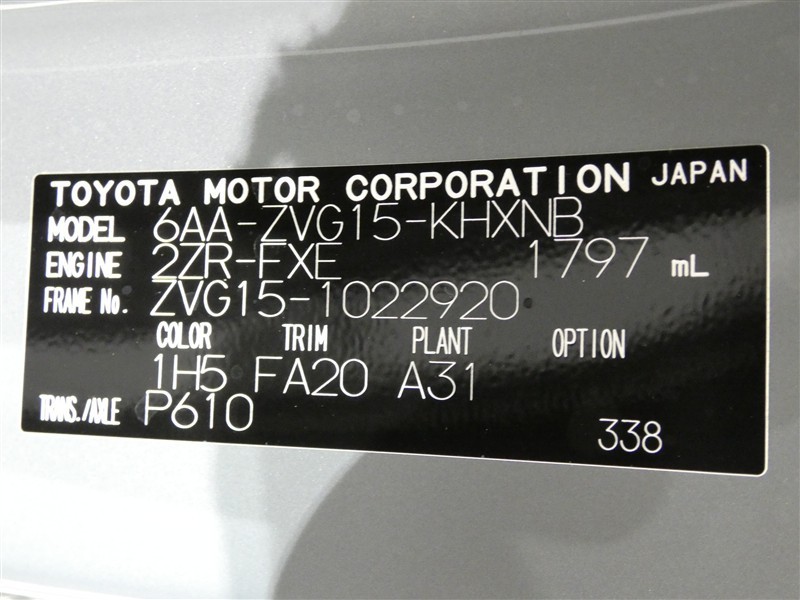 TOYOTA MOTOR CORPORATION JAPAN
MODEL 6AA-ZVG15-KHXNB
ENGINE 2ZR-FXE 1797 mL
FRAME No. ZVG15-1022920
COLOR TRIM PLANT OPTION
1H5 FA20 A31
TRANS./AXLE P610
338